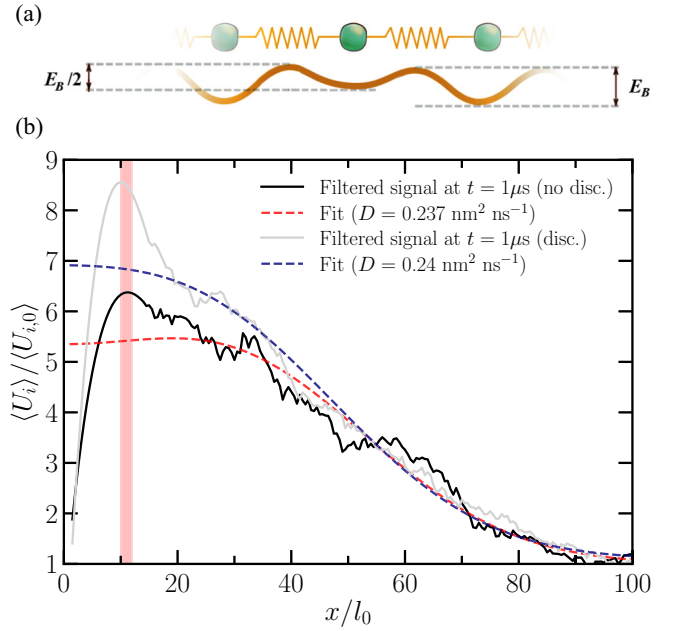 (a)
E_B/2
E_B
(b)
9
8
7
6
5
4
3
2
1
⟨U_i⟩/⟨U_{i,0}⟩
Filtered signal at t = 1μs (no disc.)
Fit (D = 0.237 nm² ns⁻¹)
Filtered signal at t = 1μs (disc.)
Fit (D = 0.24 nm² ns⁻¹)
0 20 40 60 80 100
x/l₀